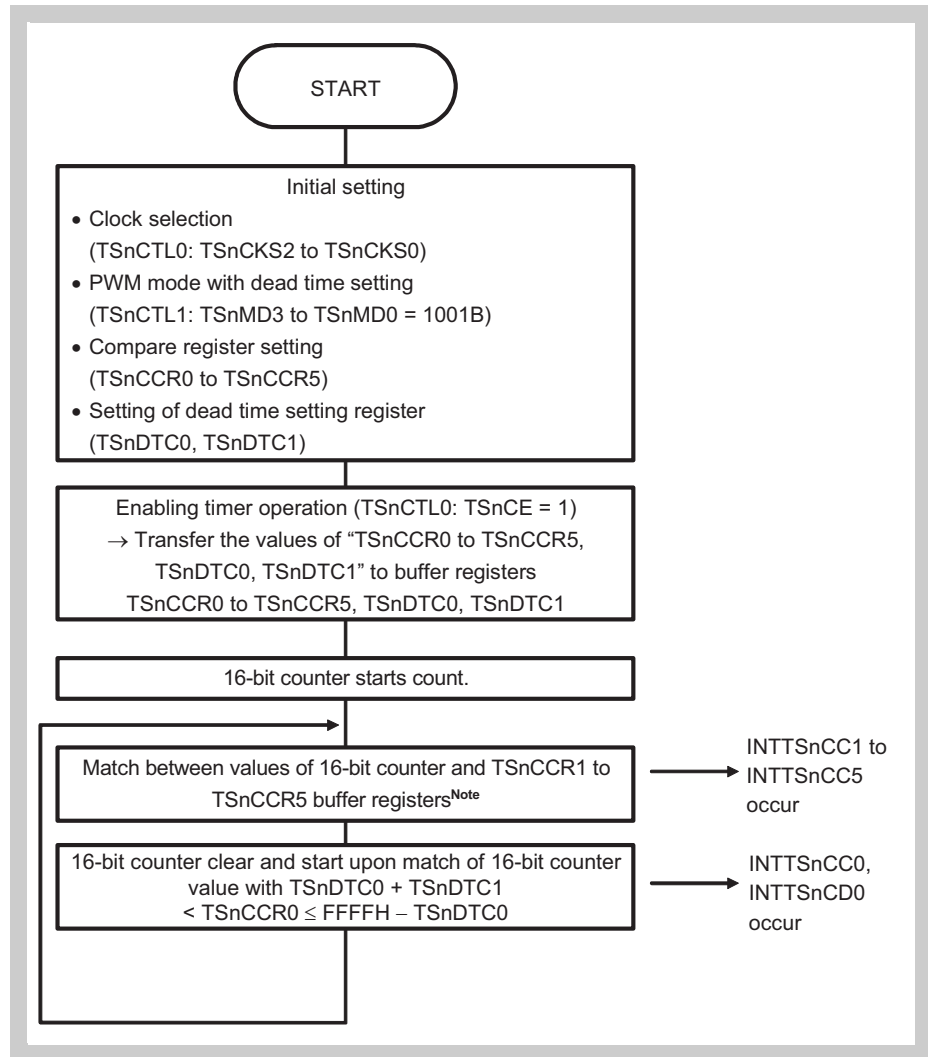 START
Initial setting
• Clock selection
(TSnCTL0: TSnCKS2 to TSnCKS0)
• PWM mode with dead time setting
(TSnCTL1: TSnMD3 to TSnMD0 = 1001B)
• Compare register setting
(TSnCCR0 to TSnCCR5)
• Setting of dead time setting register
(TSnDTC0, TSnDTC1)
Enabling timer operation (TSnCTL0: TSnCE = 1)
→ Transfer the values of “TSnCCR0 to TSnCCR5,
TSnDTC0, TSnDTC1” to buffer registers
TSnCCR0 to TSnCCR5, TSnDTC0, TSnDTC1
16-bit counter starts count.
Match between values of 16-bit counter and TSnCCR1 to
TSnCCR5 buffer registersNote
INTTSnCC1 to
INTTSnCC5
occur
16-bit counter clear and start upon match of 16-bit counter
value with TSnDTC0 + TSnDTC1
< TSnCCR0 ≤ FFFFH – TSnDTC0
INTTSnCC0,
INTTSnCD0
occur